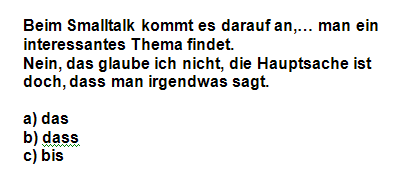 Beim Smalltalk kommt es darauf an,... man ein
interessantes Thema findet.
Nein, das glaube ich nicht, die Hauptsache ist
doch, dass man irgendwas sagt.
a) das
b) dass
c) bis